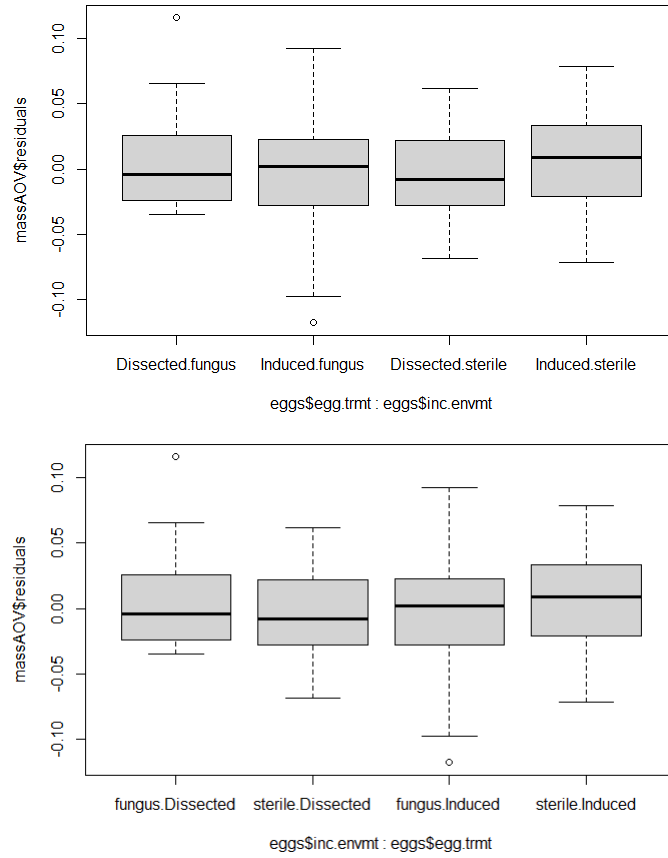 0.10
0.05
0.00
-0.05
-0.10
massAOV$residuals
Dissected.fungus Induced.fungus Dissected.sterile Induced.sterile
eggs$egg.trmt : eggs$inc.envmt
0.10
0.05
0.00
-0.05
-0.10
massAOV$residuals
fungus.Dissected sterile.Dissected fungus.Induced sterile.Induced
eggs$inc.envmt : eggs$egg.trmt